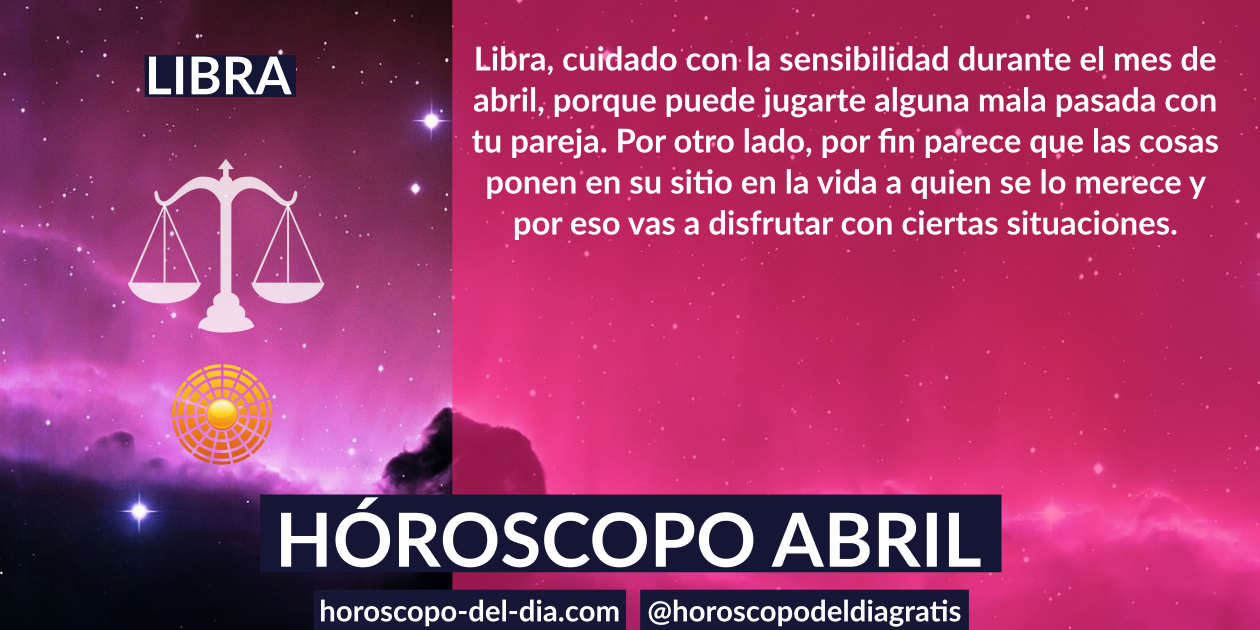 LIBRA
Libra, cuidado con la sensibilidad durante el mes de
abril, porque puede jugarte alguna mala pasada con
tu pareja. Por otro lado, por fin parece que las cosas
ponen en su sitio en la vida a quien se lo merece y
por eso vas a disfrutar con ciertas situaciones.
HÓROSCOPO ABRIL
horoscopo-del-dia.com @horoscopodeldiagratis